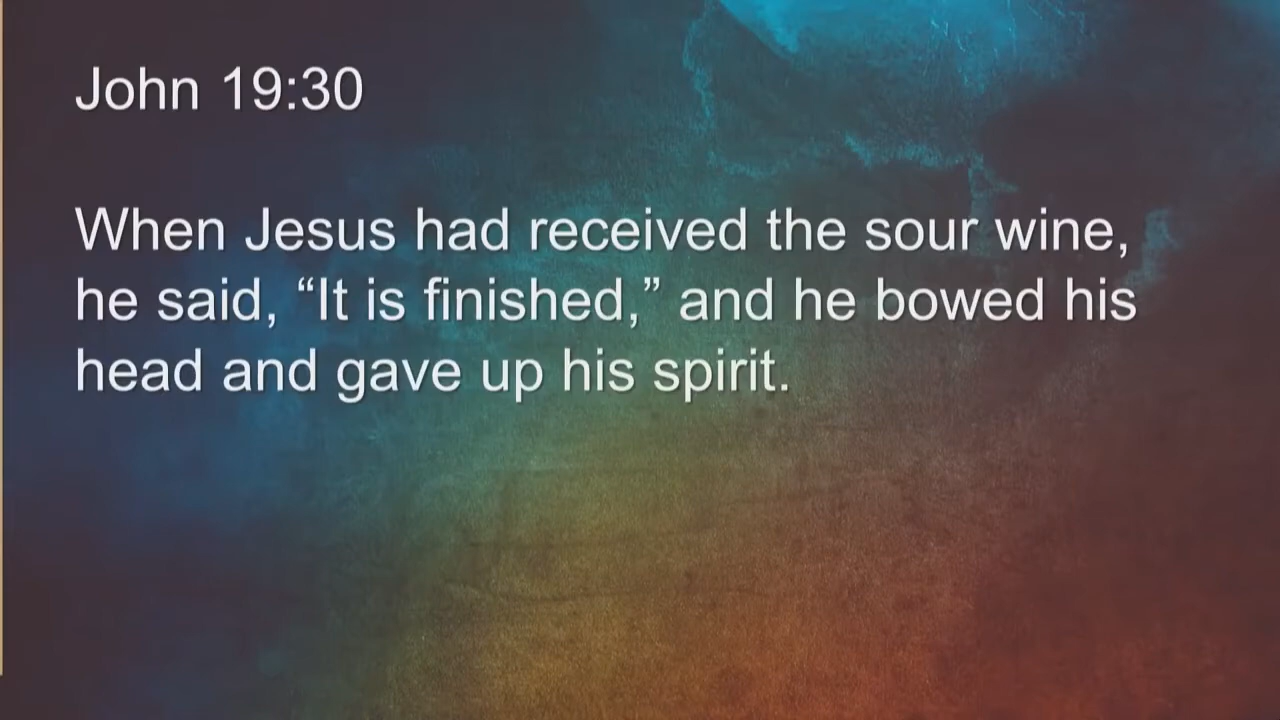 John 19:30
When Jesus had received the sour wine,
he said, “It is finished,” and he bowed his
head and gave up his spirit.